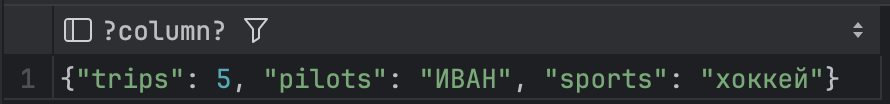 ?column?
1 {"trips": 5, "pilots": "ИВАН", "sports": "хоккей"}